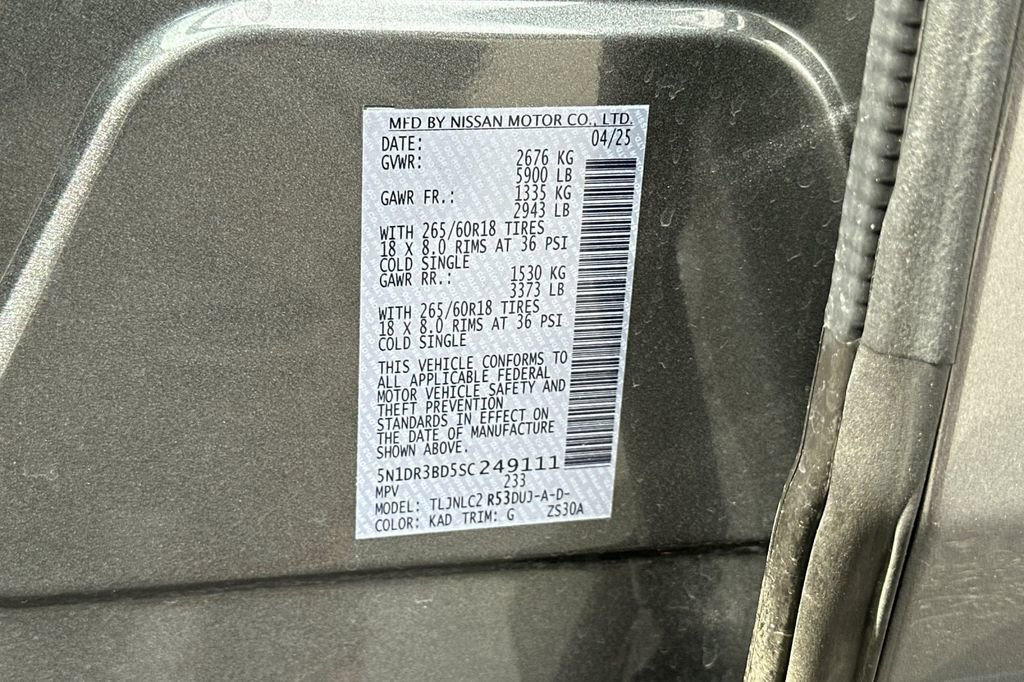 MFD BY NISSAN MOTOR CO., LTD.
DATE: 04/25
GVWR: 2676 KG
5900 LB
GAWR FR.: 1335 KG
2943 LB
WITH 265/60R18 TIRES
18 X 8.0 RIMS AT 36 PSI
COLD SINGLE
GAWR RR.: 1530 KG
3373 LB
WITH 265/60R18 TIRES
18 X 8.0 RIMS AT 36 PSI
COLD SINGLE
THIS VEHICLE CONFORMS TO
ALL APPLICABLE FEDERAL
MOTOR VEHICLE SAFETY AND
THEFT PREVENTION
STANDARDS IN EFFECT ON
THE DATE OF MANUFACTURE
SHOWN ABOVE.
5N1DR3BD5SC249111
MPV 233
MODEL: TLJNLC2 R53DUJ-A-D-
COLOR: KAD TRIM: G ZS30A